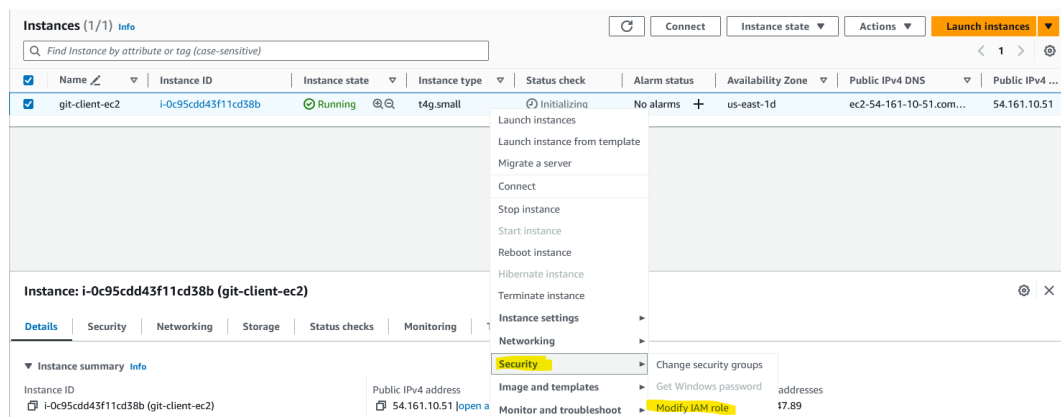 Instances (1/1) Info
Connect Instance state ▼ Actions ▼ Launch instances ▼
Find Instance by attribute or tag (case-sensitive)
1
Name Instance ID Instance state Instance type Status check Alarm status Availability Zone Public IPv4 DNS Public IPv4 ...
git-client-ec2 i-0c95cdd43f11cd38b Running t4g.small Initializing No alarms + us-east-1d ec2-54-161-10-51.com... 54.161.10.51
Launch instances
Launch instance from template
Migrate a server
Connect
Stop instance
Start instance
Reboot instance
Hibernate instance
Terminate instance
Instance settings
Networking
Security
Image and templates
Monitor and troubleshoot
Change security groups
Get Windows password
Modify IAM role
Instance: i-0c95cdd43f11cd38b (git-client-ec2)
Details Security Networking Storage Status checks Monitoring
▼ Instance summary Info
Instance ID Public IPv4 address addresses
i-0c95cdd43f11cd38b (git-client-ec2) 54.161.10.51 |open a 47.89